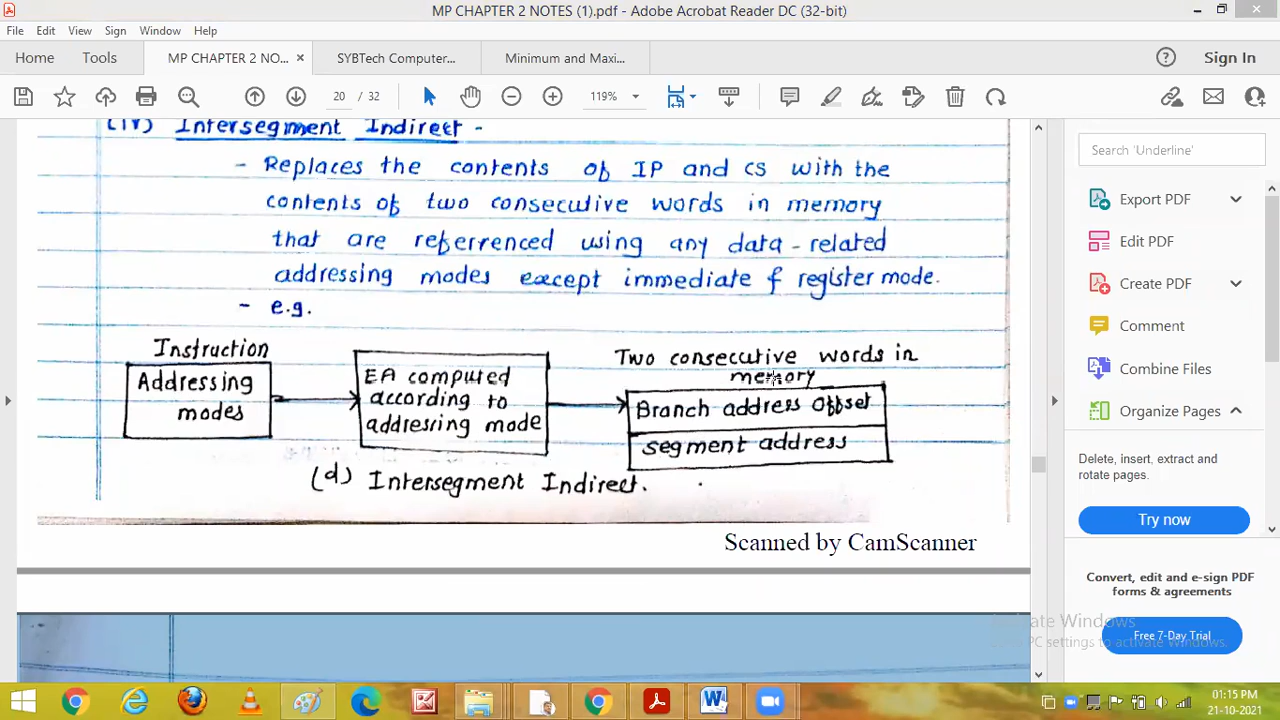 MP CHAPTER 2 NOTES (1).pdf - Adobe Acrobat Reader DC (32-bit)
File Edit View Sign Window Help
Home Tools MP CHAPTER 2 NO... × SYBTech Computer... Minimum and Maxi... Sign In
20 / 32 119%
(iv) Intersegment Indirect -
- Replaces the contents of IP and CS with the
contents of two consecutive words in memory
that are referrenced using any data-related
addressing modes except immediate & register mode.
- e.g.
Instruction
Addressing
modes
EA computed
according to
addressing mode
Two consecutive words in
memory
Branch address offset
segment address
(d) Intersegment Indirect.
Scanned by CamScanner
Search 'Underline'
Export PDF
Edit PDF
Create PDF
Comment
Combine Files
Organize Pages
Delete, insert, extract and
rotate pages.
Try now
Convert, edit and e-sign PDF
forms & agreements
Free 7-Day Trial
01:15 PM
21-10-2021